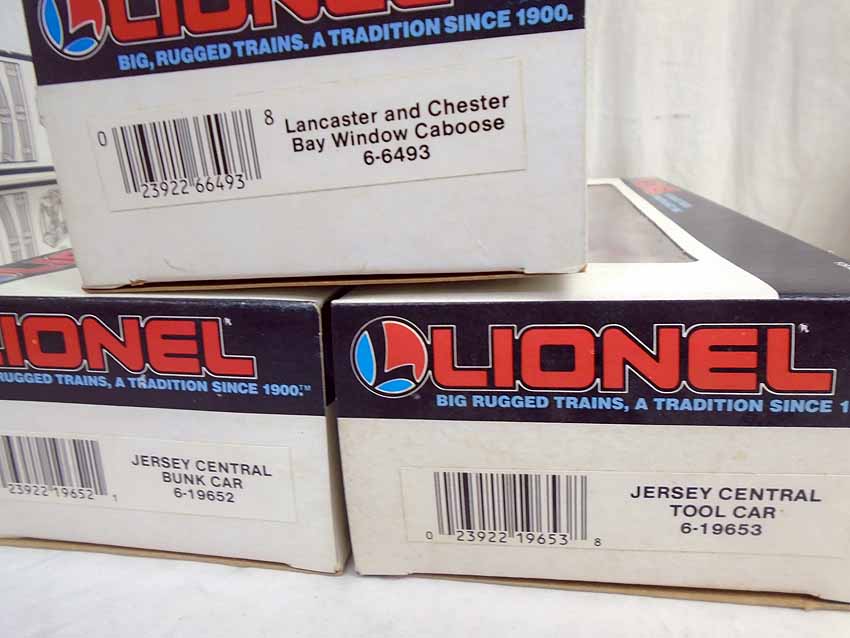 LIONEL
BIG, RUGGED TRAINS. A TRADITION SINCE 1900.
0 23922 66493 8
Lancaster and Chester
Bay Window Caboose
6-6493
LIONEL
RUGGED TRAINS, A TRADITION SINCE 1900.™
23922 19652 1
JERSEY CENTRAL
BUNK CAR
6-19652
LIONEL
BIG RUGGED TRAINS, A TRADITION SINCE 1
0 23922 19653 8
JERSEY CENTRAL
TOOL CAR
6-19653